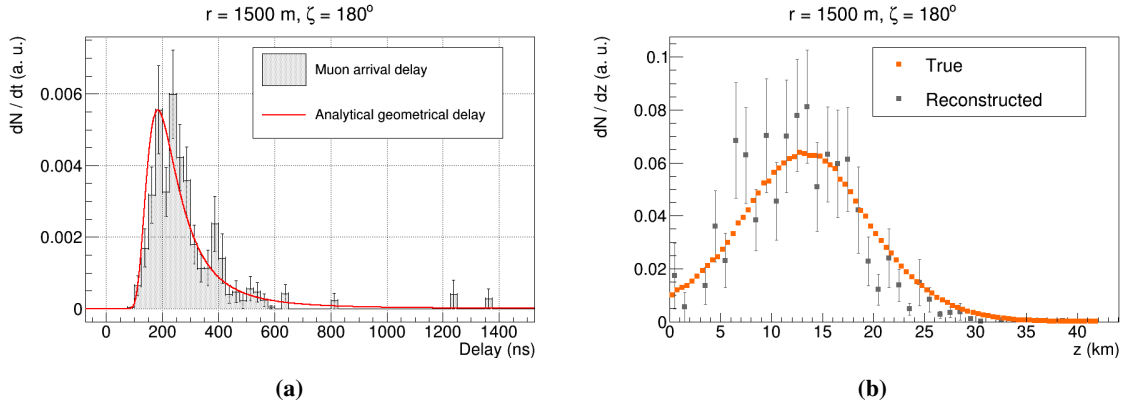 r = 1500 m, ζ = 180°
dN / dt (a. u.)
0.006
0.004
0.002
0
Muon arrival delay
Analytical geometrical delay
0 200 400 600 800 1000 1200 1400
Delay (ns)
(a)
r = 1500 m, ζ = 180°
dN / dz (a. u.)
0.1
0.08
0.06
0.04
0.02
0
True
Reconstructed
0 5 10 15 20 25 30 35 40
z (km)
(b)